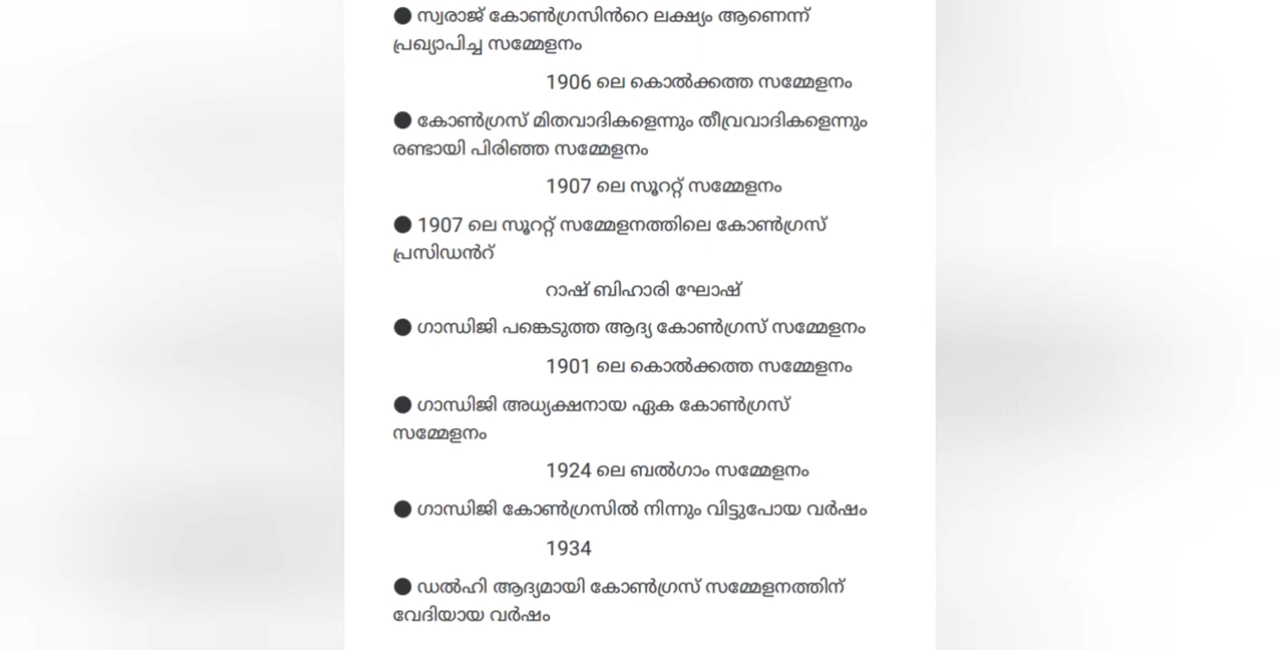 ● സ്വരാജ് കോൺഗ്രസിൻറെ ലക്ഷ്യം ആണെന്ന്
പ്രഖ്യാപിച്ച സമ്മേളനം
1906 ലെ കൊൽക്കത്ത സമ്മേളനം
● കോൺഗ്രസ് മിതവാദികളെന്നും തീവ്രവാദികളെന്നും
രണ്ടായി പിരിഞ്ഞ സമ്മേളനം
1907 ലെ സൂററ്റ് സമ്മേളനം
● 1907 ലെ സൂററ്റ് സമ്മേളനത്തിലെ കോൺഗ്രസ്
പ്രസിഡൻറ്
റാഷ് ബിഹാരി ഘോഷ്
● ഗാന്ധിജി പങ്കെടുത്ത ആദ്യ കോൺഗ്രസ് സമ്മേളനം
1901 ലെ കൊൽക്കത്ത സമ്മേളനം
● ഗാന്ധിജി അധ്യക്ഷനായ ഏക കോൺഗ്രസ്
സമ്മേളനം
1924 ലെ ബൽഗാം സമ്മേളനം
● ഗാന്ധിജി കോൺഗ്രസിൽ നിന്നും വിട്ടുപോയ വർഷം
1934
● ഡൽഹി ആദ്യമായി കോൺഗ്രസ് സമ്മേളനത്തിന്
വേദിയായ വർഷം